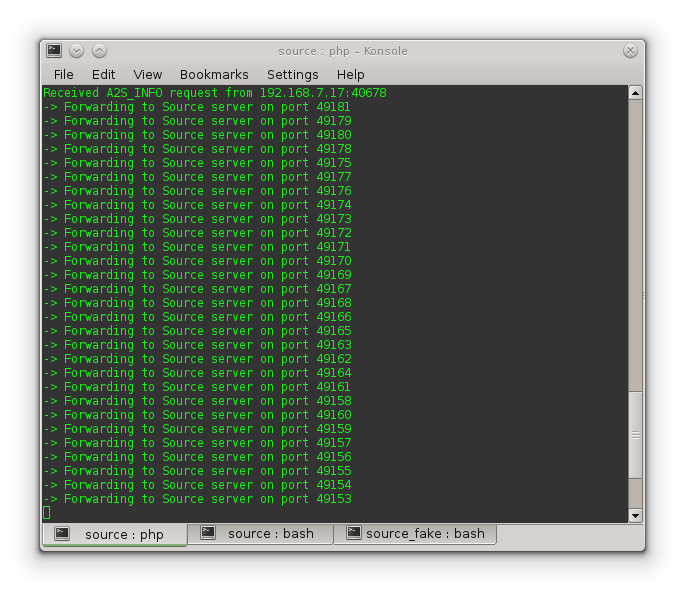 source : php – Konsole
File Edit View Bookmarks Settings Help
Received A2S_INFO request from 192.168.7.17:40678
-> Forwarding to Source server on port 49181
-> Forwarding to Source server on port 49179
-> Forwarding to Source server on port 49180
-> Forwarding to Source server on port 49178
-> Forwarding to Source server on port 49175
-> Forwarding to Source server on port 49177
-> Forwarding to Source server on port 49176
-> Forwarding to Source server on port 49174
-> Forwarding to Source server on port 49173
-> Forwarding to Source server on port 49172
-> Forwarding to Source server on port 49171
-> Forwarding to Source server on port 49170
-> Forwarding to Source server on port 49169
-> Forwarding to Source server on port 49167
-> Forwarding to Source server on port 49168
-> Forwarding to Source server on port 49166
-> Forwarding to Source server on port 49165
-> Forwarding to Source server on port 49163
-> Forwarding to Source server on port 49162
-> Forwarding to Source server on port 49164
-> Forwarding to Source server on port 49161
-> Forwarding to Source server on port 49158
-> Forwarding to Source server on port 49160
-> Forwarding to Source server on port 49159
-> Forwarding to Source server on port 49157
-> Forwarding to Source server on port 49156
-> Forwarding to Source server on port 49155
-> Forwarding to Source server on port 49154
-> Forwarding to Source server on port 49153
source : php source : bash source_fake : bash